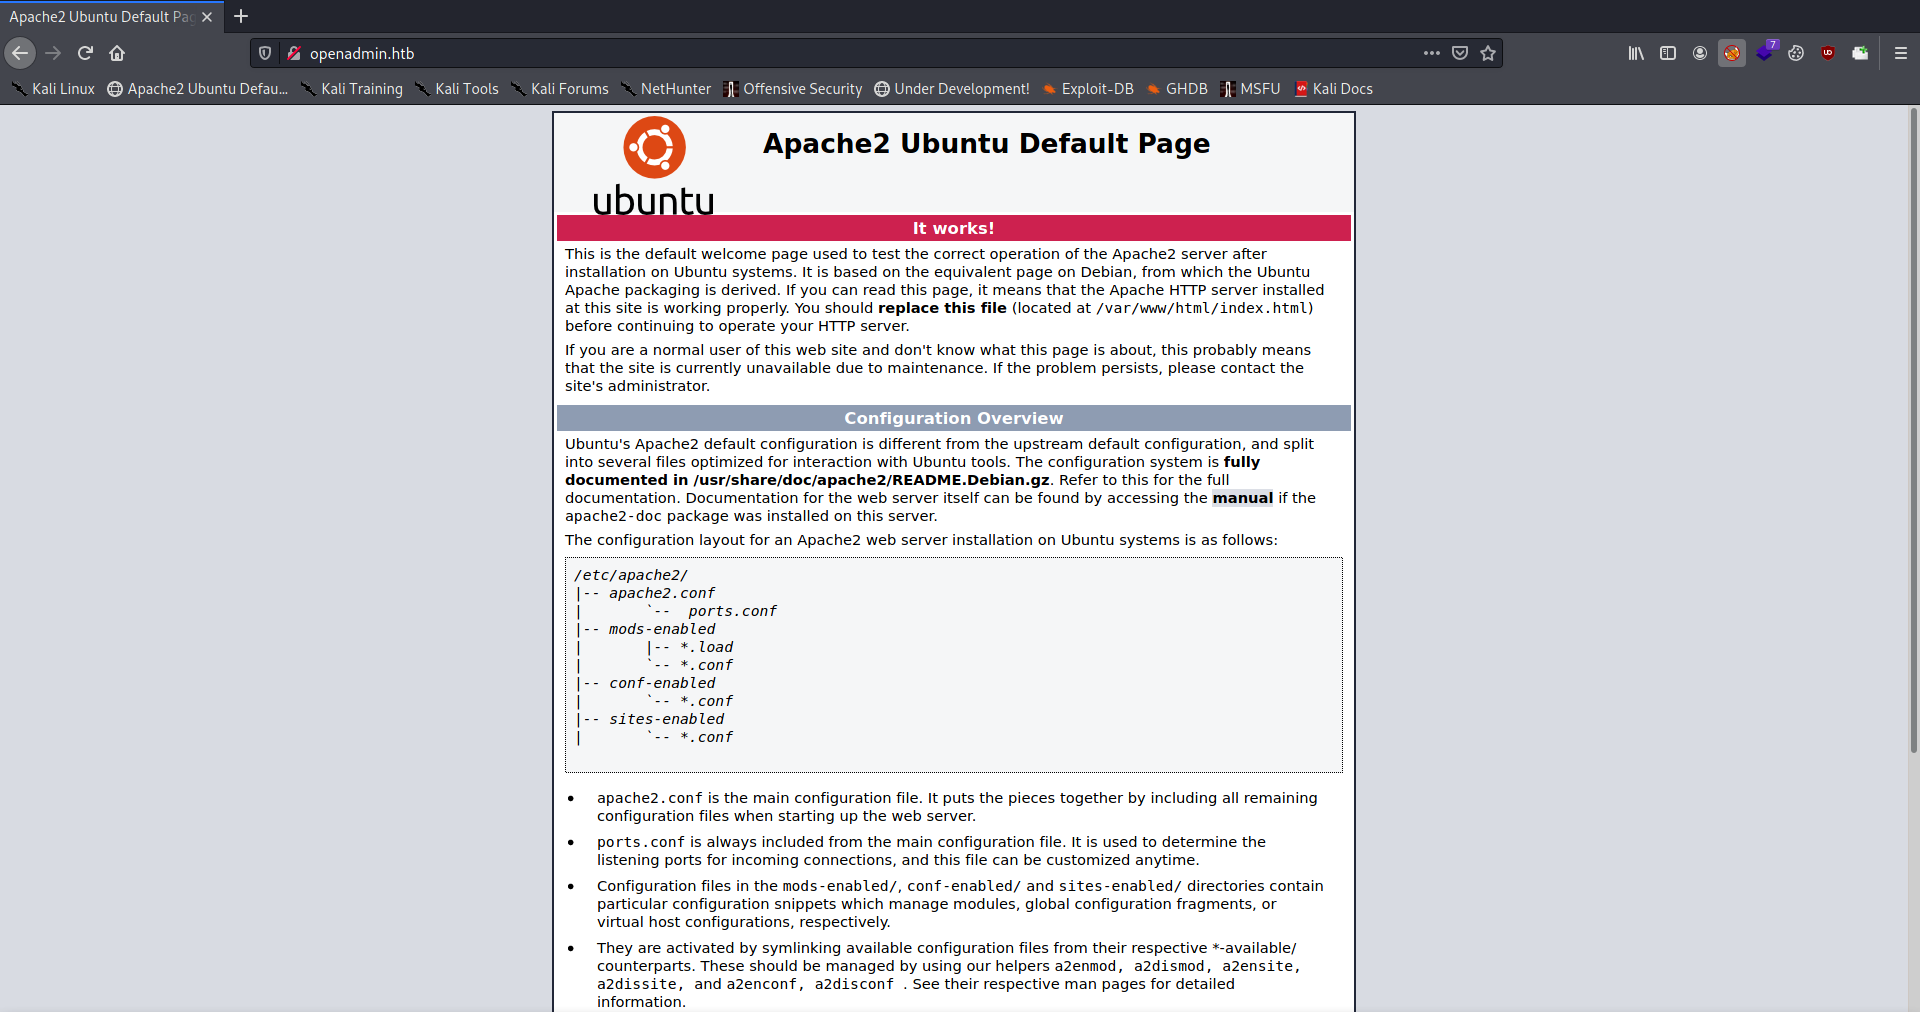 Apache2 Ubuntu Default Pag
openadmin.htb
7
Kali Linux
Apache2 Ubuntu Defau...
Kali Training
Kali Tools
Kali Forums
NetHunter
Offensive Security
Under Development!
Exploit-DB
GHDB
MSFU
Kali Docs
ubuntu
Apache2 Ubuntu Default Page
It works!
This is the default welcome page used to test the correct operation of the Apache2 server after
installation on Ubuntu systems. It is based on the equivalent page on Debian, from which the Ubuntu
Apache packaging is derived. If you can read this page, it means that the Apache HTTP server installed
at this site is working properly. You should replace this file (located at /var/www/html/index.html)
before continuing to operate your HTTP server.
If you are a normal user of this web site and don't know what this page is about, this probably means
that the site is currently unavailable due to maintenance. If the problem persists, please contact the
site's administrator.
Configuration Overview
Ubuntu's Apache2 default configuration is different from the upstream default configuration, and split
into several files optimized for interaction with Ubuntu tools. The configuration system is fully
documented in /usr/share/doc/apache2/README.Debian.gz. Refer to this for the full
documentation. Documentation for the web server itself can be found by accessing the manual if the
apache2-doc package was installed on this server.
The configuration layout for an Apache2 web server installation on Ubuntu systems is as follows:
/etc/apache2/
|-- apache2.conf
|       `--  ports.conf
|-- mods-enabled
|       |-- *.load
|       `-- *.conf
|-- conf-enabled
|       `-- *.conf
|-- sites-enabled
|       `-- *.conf
• apache2.conf is the main configuration file. It puts the pieces together by including all remaining
configuration files when starting up the web server.
• ports.conf is always included from the main configuration file. It is used to determine the
listening ports for incoming connections, and this file can be customized anytime.
• Configuration files in the mods-enabled/, conf-enabled/ and sites-enabled/ directories contain
particular configuration snippets which manage modules, global configuration fragments, or
virtual host configurations, respectively.
• They are activated by symlinking available configuration files from their respective *-available/
counterparts. These should be managed by using our helpers a2enmod, a2dismod, a2ensite,
a2dissite, and a2enconf, a2disconf . See their respective man pages for detailed
information.